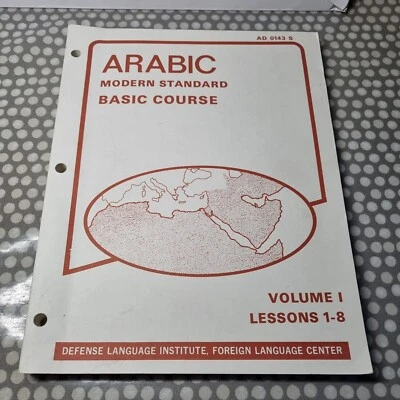 AD 0143 S
ARABIC
MODERN STANDARD
BASIC COURSE
VOLUME I
LESSONS 1-8
DEFENSE LANGUAGE INSTITUTE, FOREIGN LANGUAGE CENTER